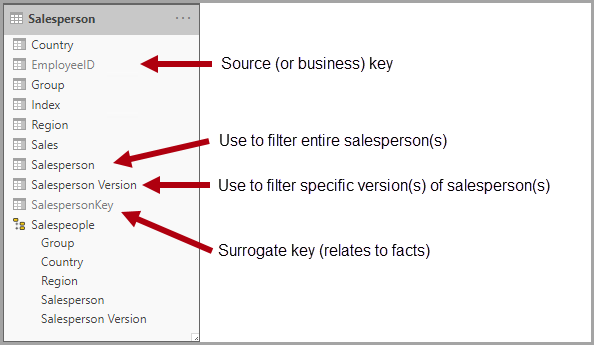 Salesperson
Country
EmployeeID
Source (or business) key
Group
Index
Region
Sales
Use to filter entire salesperson(s)
Salesperson
Salesperson Version
Use to filter specific version(s) of salesperson(s)
SalespersonKey
Salespeople
Surrogate key (relates to facts)
Group
Country
Region
Salesperson
Salesperson Version